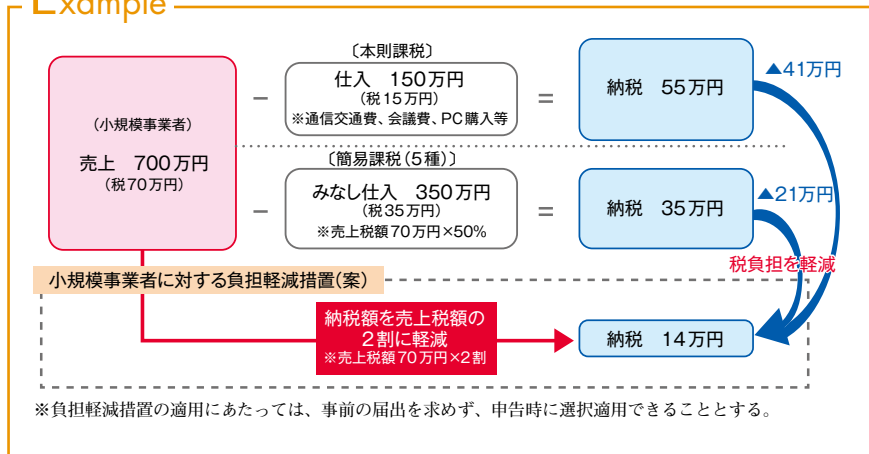 Example
〔本則課税〕
(小規模事業者)
売上 700万円
(税70万円)
−
仕入 150万円
(税15万円)
※通信交通費、会議費、PC購入等
=
納税 55万円
▲41万円
〔簡易課税(5種)〕
−
みなし仕入 350万円
(税35万円)
※売上税額70万円×50%
=
納税 35万円
▲21万円
税負担を軽減
小規模事業者に対する負担軽減措置(案)
納税額を売上税額の
2割に軽減
※売上税額70万円×2割
納税 14万円
※負担軽減措置の適用にあたっては、事前の届出を求めず、申告時に選択適用できることとする。